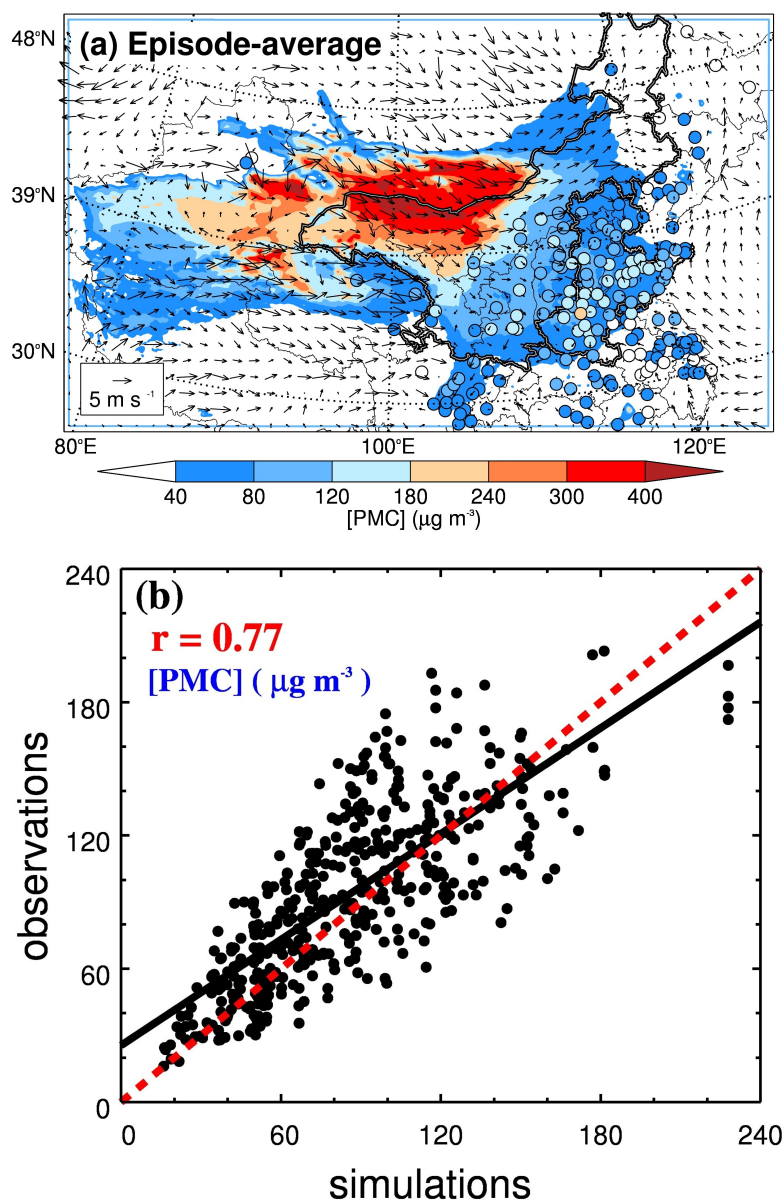 (a) Episode-average
48°N
39°N
30°N
5 m s -1
80°E 100°E 120°E
40 80 120 180 240 300 400
[PMC] (μg m-3)
(b)
r = 0.77
[PMC] ( μg m-3 )
240
180
120
60
0
observations
0 60 120 180 240
simulations